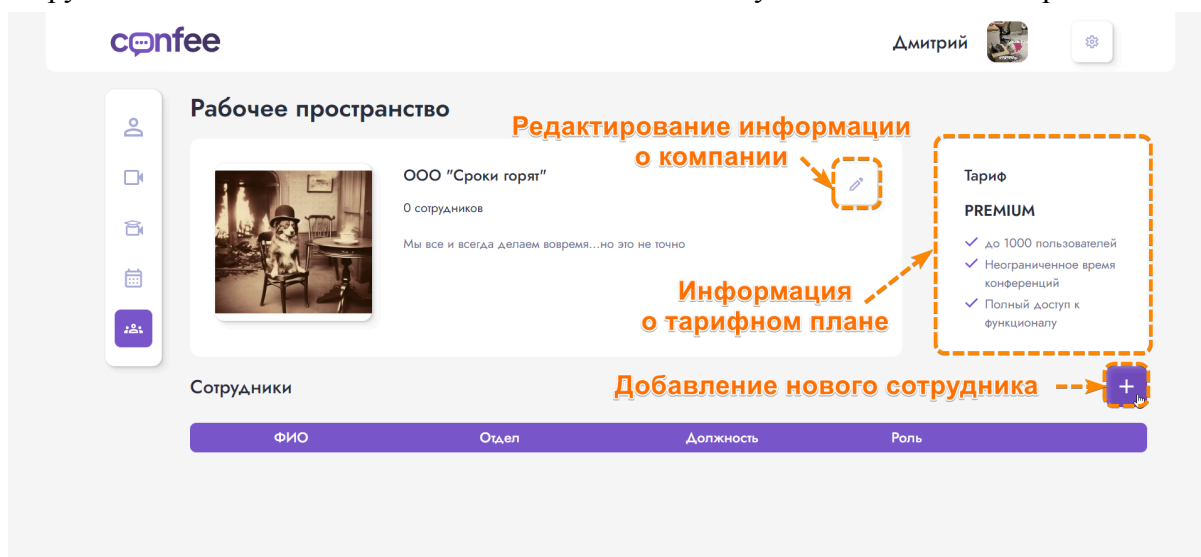 confee
Дмитрий
Рабочее пространство
Редактирование информации
о компании
ООО "Сроки горят"
0 сотрудников
Мы все и всегда делаем вовремя...но это не точно
Тариф
PREMIUM
до 1000 пользователей
Неограниченное время
конференций
Полный доступ к
функционалу
Информация
о тарифном плане
Сотрудники
Добавление нового сотрудника
+
ФИО Отдел Должность Роль